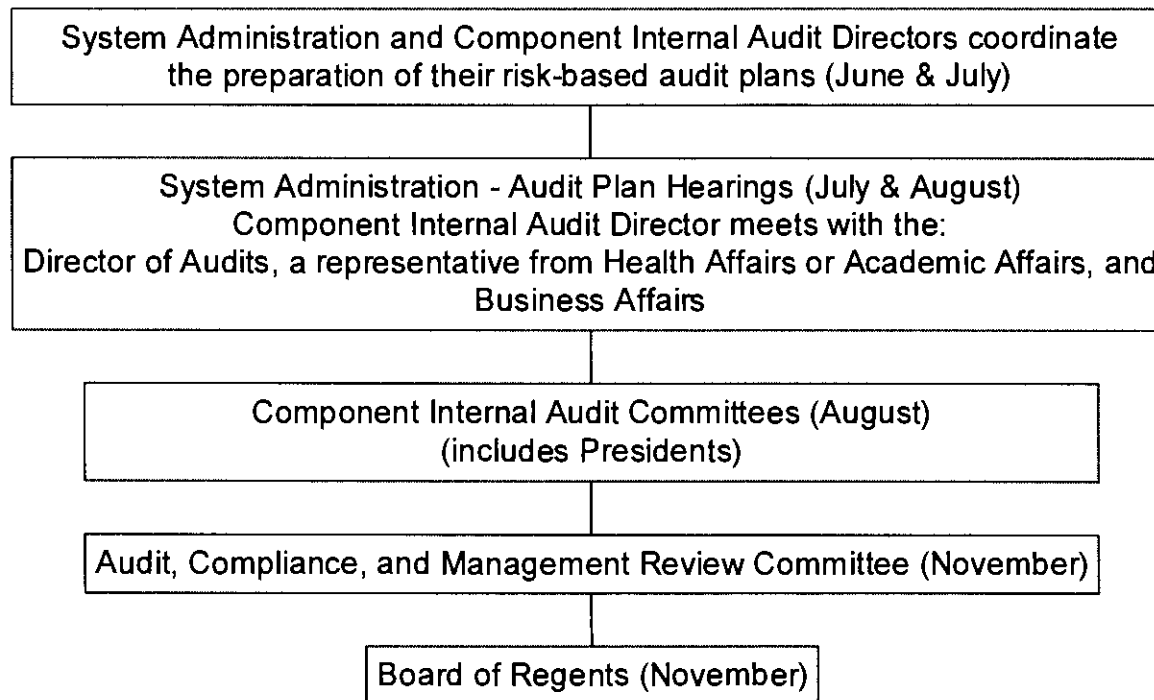 System Administration and Component Internal Audit Directors coordinate
the preparation of their risk-based audit plans (June & July)
System Administration - Audit Plan Hearings (July & August)
Component Internal Audit Director meets with the:
Director of Audits, a representative from Health Affairs or Academic Affairs, and
Business Affairs
Component Internal Audit Committees (August)
(includes Presidents)
Audit, Compliance, and Management Review Committee (November)
Board of Regents (November)